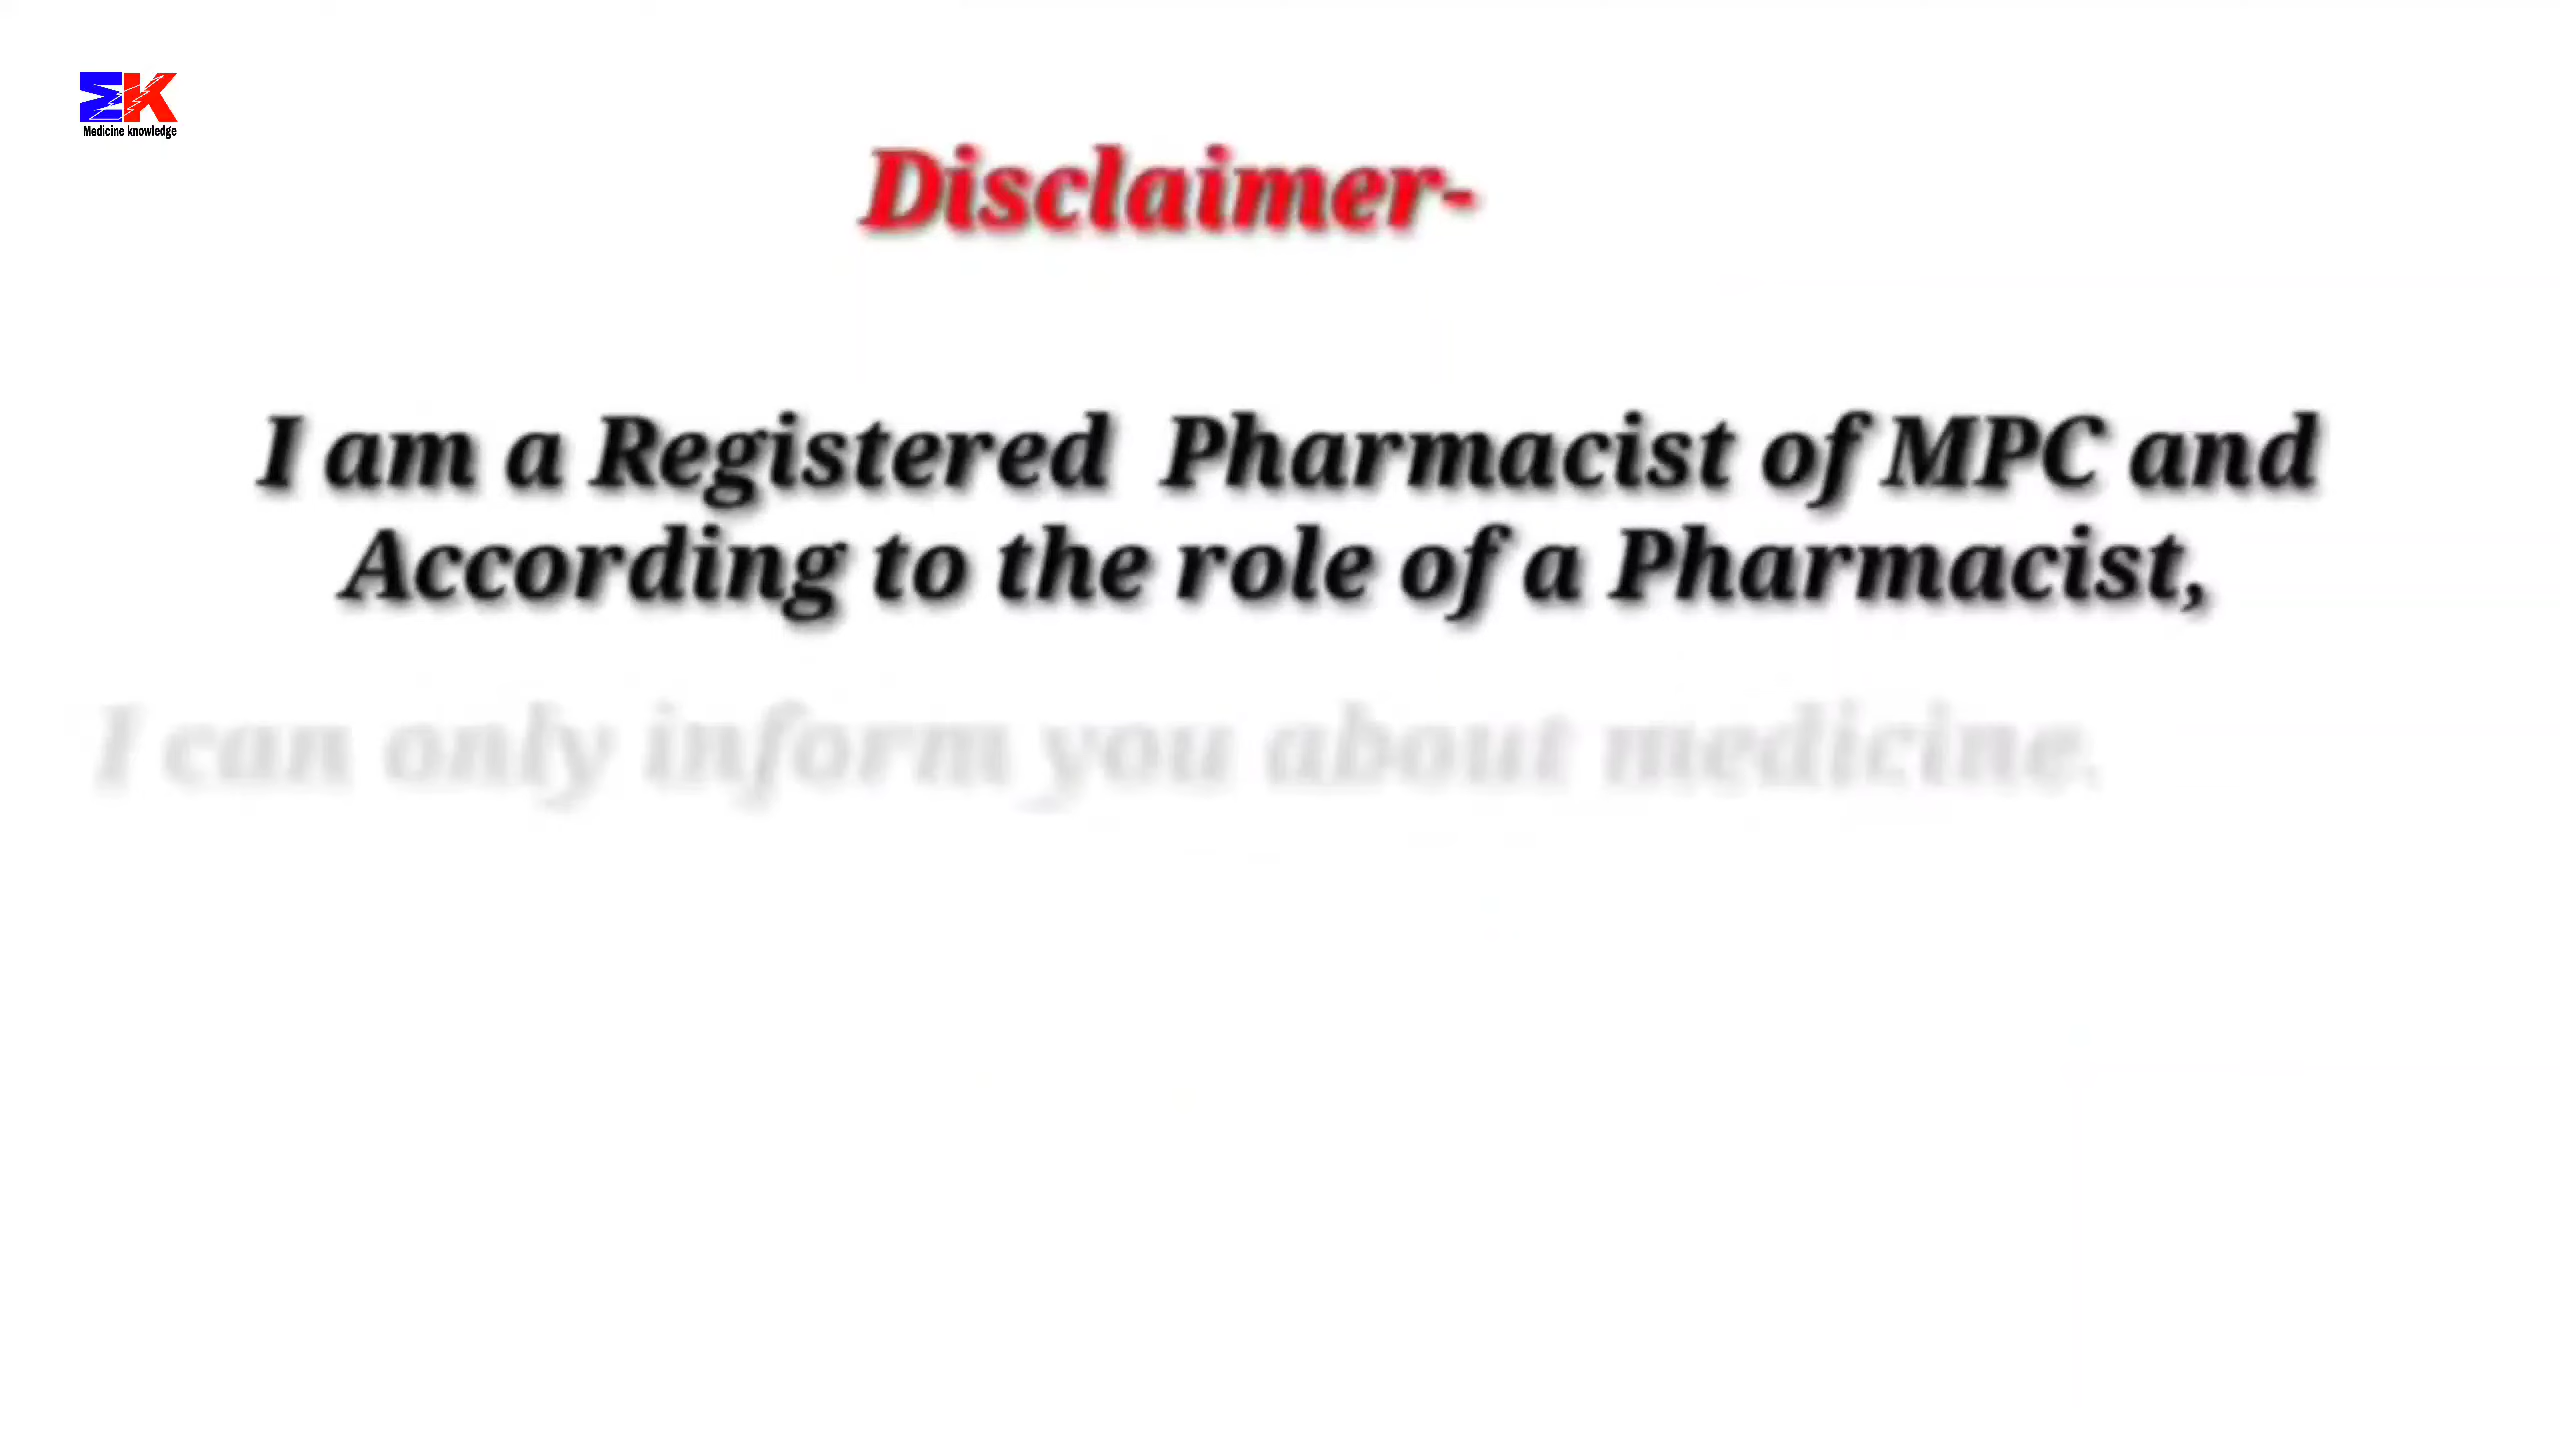 MK
Medicine knowledge
Disclaimer-
I am a Registered Pharmacist of MPC and
According to the role of a Pharmacist,
I can only inform you about medicine.